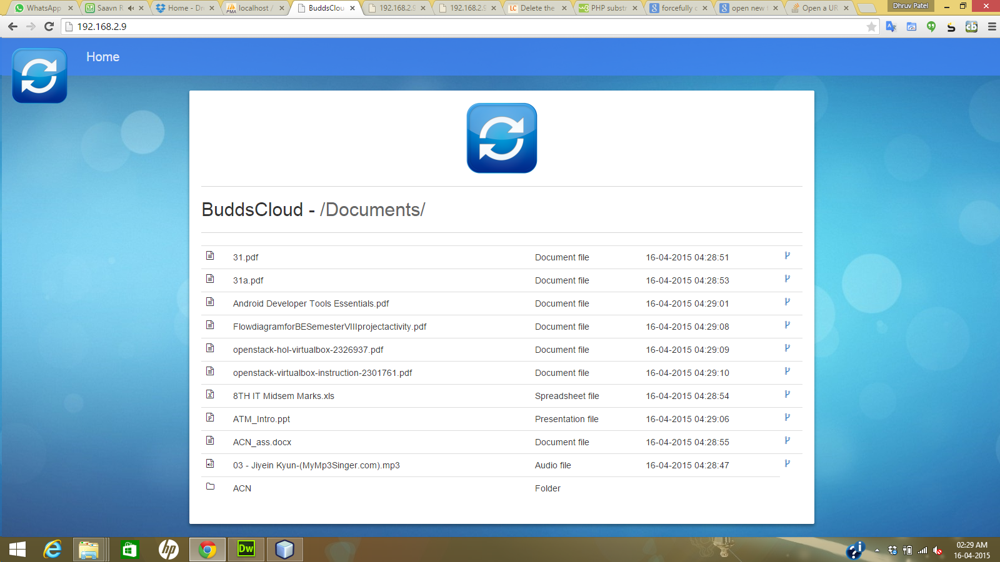 WhatsApp
Saavn R
Home - Dr
localhost /
BuddsClou
192.168.2.9
192.168.2.9
Delete the
PHP substr
forcefully c
open new t
Open a UR
Dhruv Patel
192.168.2.9
Home
BuddsCloud - /Documents/
31.pdf Document file 16-04-2015 04:28:51
31a.pdf Document file 16-04-2015 04:28:53
Android Developer Tools Essentials.pdf Document file 16-04-2015 04:29:01
FlowdiagramforBESemesterVIIIprojectactivity.pdf Document file 16-04-2015 04:29:08
openstack-hol-virtualbox-2326937.pdf Document file 16-04-2015 04:29:09
openstack-virtualbox-instruction-2301761.pdf Document file 16-04-2015 04:29:10
8TH IT Midsem Marks.xls Spreadsheet file 16-04-2015 04:28:54
ATM_Intro.ppt Presentation file 16-04-2015 04:29:06
ACN_ass.docx Document file 16-04-2015 04:28:55
03 - Jiyein Kyun-(MyMp3Singer.com).mp3 Audio file 16-04-2015 04:28:47
ACN Folder
hp
Dw
02:29 AM
16-04-2015